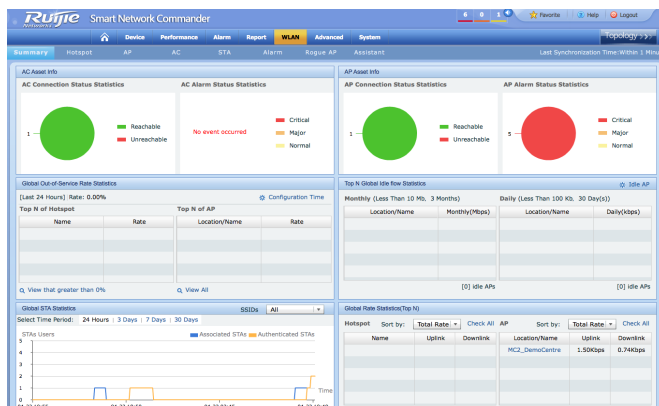 Ruijie Networks Smart Network Commander
6 0 1 Favorite Help Logout
Device Performance Alarm Report WLAN Advanced System Topology
Summary Hotspot AP AC STA Alarm Rogue AP Assistant Last Synchronization Time:Within 1 Minu
AC Asset Info
AC Connection Status Statistics AC Alarm Status Statistics
1
Reachable
Unreachable
No event occurred
Critical
Major
Normal
AP Asset Info
AP Connection Status Statistics AP Alarm Status Statistics
1
Reachable
Unreachable
5
Critical
Major
Normal
Global Out-of-Service Rate Statistics
[Last 24 Hours] Rate: 0.00% Configuration Time
Top N of Hotspot Top N of AP
Name Rate Location/Name Rate
View that greater than 0% View All
Top N Global idle flow Statistics Idle AP
Monthly (Less Than 10 Mb, 3 Months) Daily (Less Than 100 Kb, 30 Day(s))
Location/Name Monthly(Mbps) Location/Name Daily(kbps)
[0] idle APs [0] idle APs
Global STA Statistics SSIDs All
Select Time Period: 24 Hours | 3 Days | 7 Days | 30 Days
STAs Users Associated STAs Authenticated STAs
5
4
3
2
1
0
Time
Global Rate Statistics(Top N)
Hotspot Sort by: Total Rate Check All AP Sort by: Total Rate Check All
Name Uplink Downlink Location/Name Uplink Downlink
MC2_DemoCentre 1.50Kbps 0.74Kbps